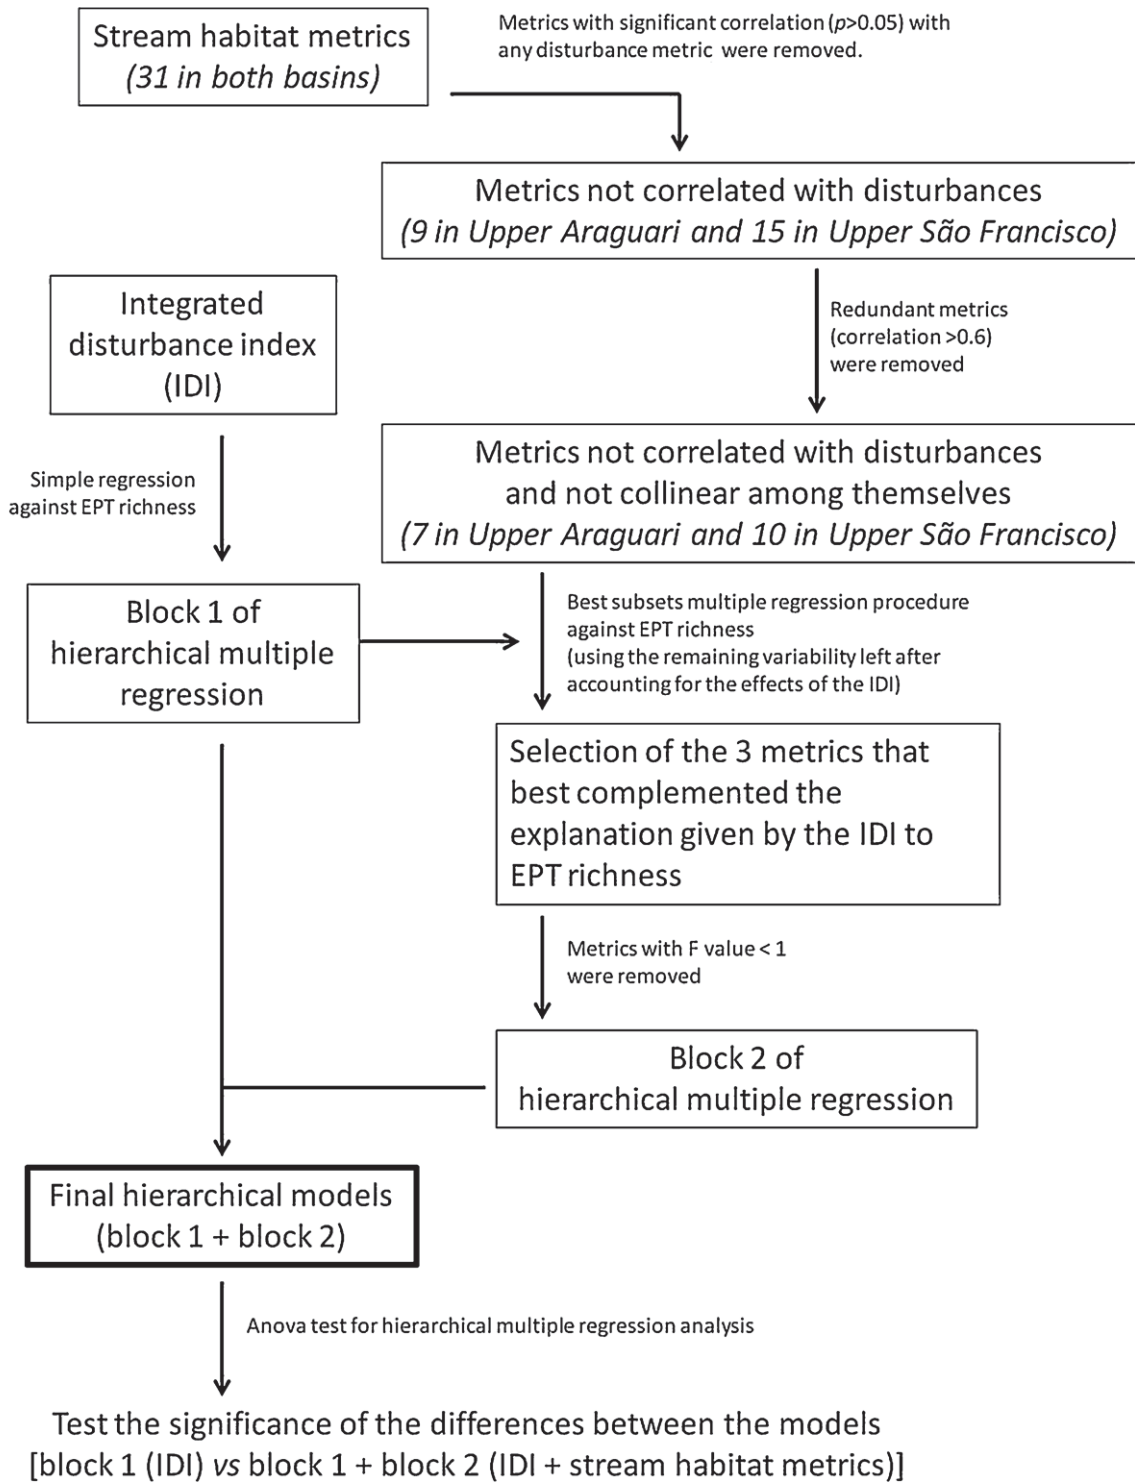 Stream habitat metrics
(31 in both basins)
Metrics with significant correlation (p>0.05) with
any disturbance metric were removed.
Metrics not correlated with disturbances
(9 in Upper Araguari and 15 in Upper São Francisco)
Redundant metrics
(correlation >0.6)
were removed
Integrated
disturbance index
(IDI)
Simple regression
against EPT richness
Metrics not correlated with disturbances
and not collinear among themselves
(7 in Upper Araguari and 10 in Upper São Francisco)
Block 1 of
hierarchical multiple
regression
Best subsets multiple regression procedure
against EPT richness
(using the remaining variability left after
accounting for the effects of the IDI)
Selection of the 3 metrics that
best complemented the
explanation given by the IDI to
EPT richness
Metrics with F value < 1
were removed
Block 2 of
hierarchical multiple regression
Final hierarchical models
(block 1 + block 2)
Anova test for hierarchical multiple regression analysis
Test the significance of the differences between the models
[block 1 (IDI) vs block 1 + block 2 (IDI + stream habitat metrics)]